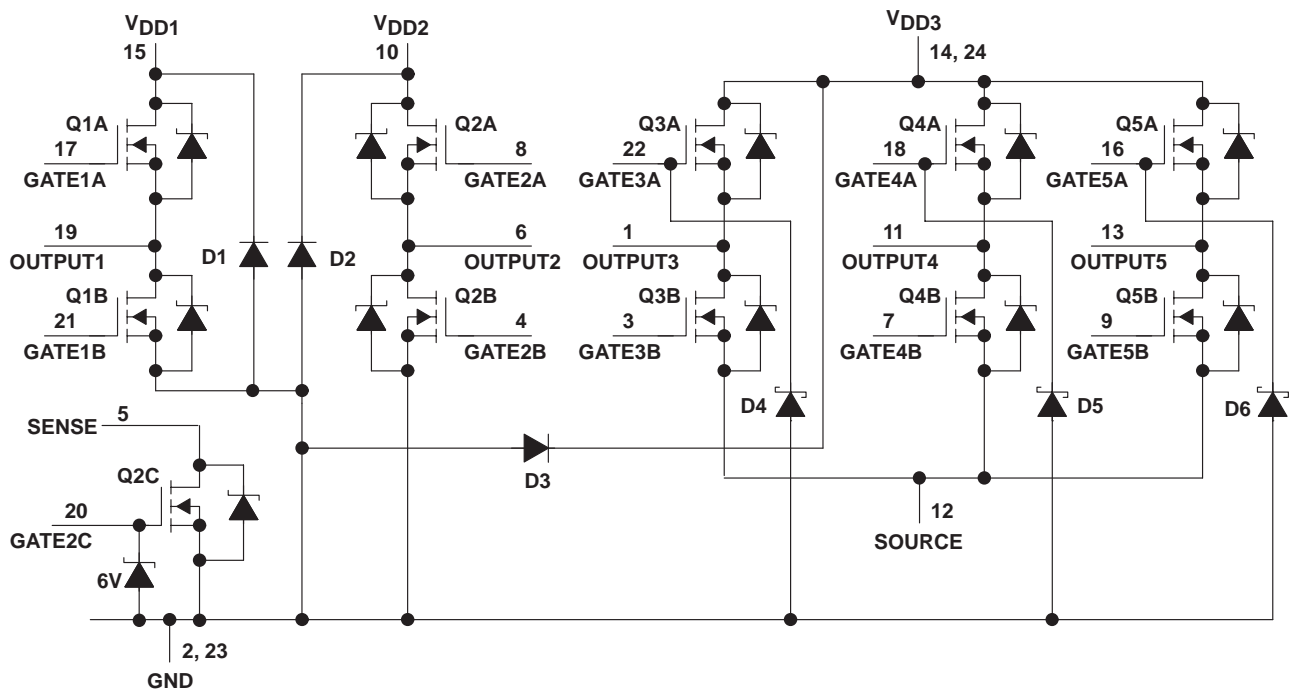 VDD1
15
VDD2
10
VDD3
14, 24
Q1A
17
GATE1A
Q2A
8
GATE2A
Q3A
22
GATE3A
Q4A
18
GATE4A
Q5A
16
GATE5A
19
OUTPUT1
D1
D2
6
OUTPUT2
1
OUTPUT3
11
OUTPUT4
13
OUTPUT5
Q1B
21
GATE1B
Q2B
4
GATE2B
Q3B
3
GATE3B
Q4B
7
GATE4B
Q5B
9
GATE5B
D4
D5
D6
5
SENSE
D3
Q2C
20
GATE2C
6V
12
SOURCE
2, 23
GND